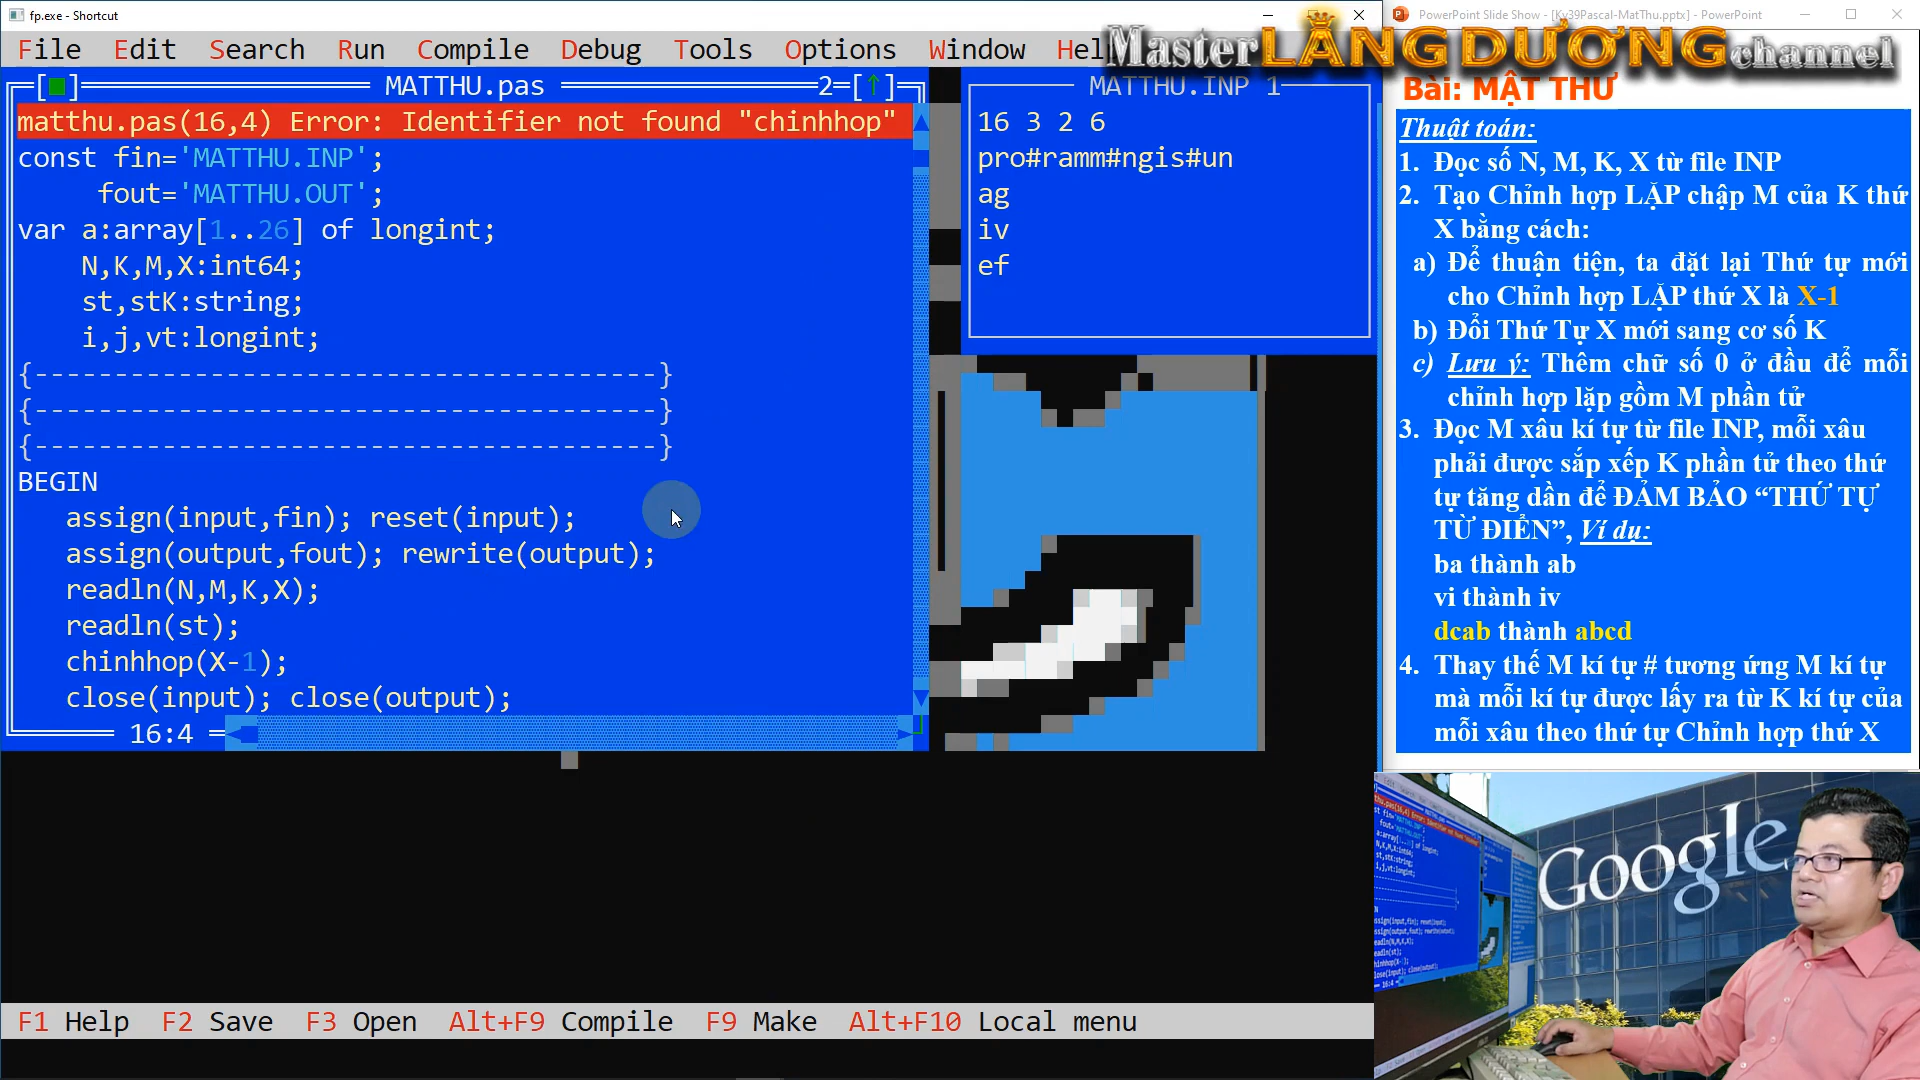 fp.exe - Shortcut
File Edit Search Run Compile Debug Tools Options Window Hel
MATTHU.pas 2=[↑]
matthu.pas(16,4) Error: Identifier not found "chinhhop"
const fin='MATTHU.INP';
fout='MATTHU.OUT';
var a:array[1..26] of longint;
N,K,M,X:int64;
st,stK:string;
i,j,vt:longint;
{---------------------------------------}
{---------------------------------------}
{---------------------------------------}
BEGIN
assign(input,fin); reset(input);
assign(output,fout); rewrite(output);
readln(N,M,K,X);
readln(st);
chinhhop(X-1);
close(input); close(output);
16:4
MATTHU.INP 1
16 3 2 6
pro#ramm#ngis#un
ag
iv
ef
F1 Help F2 Save F3 Open Alt+F9 Compile F9 Make Alt+F10 Local menu
PowerPoint Slide Show - [Ky39Pascal-MatThu.pptx] - PowerPoint
Master LĂNG DƯƠNG channel
Bài: MẬT THƯ
Thuật toán:
1. Đọc số N, M, K, X từ file INP
2. Tạo Chỉnh hợp LẶP chập M của K thứ
X bằng cách:
a) Để thuận tiện, ta đặt lại Thứ tự mới
cho Chỉnh hợp LẶP thứ X là X-1
b) Đổi Thứ Tự X mới sang cơ số K
c) Lưu ý: Thêm chữ số 0 ở đầu để mỗi
chỉnh hợp lặp gồm M phần tử
3. Đọc M xâu kí tự từ file INP, mỗi xâu
phải được sắp xếp K phần tử theo thứ
tự tăng dần để ĐẢM BẢO “THỨ TỰ
TỪ ĐIỂN”, Ví dụ:
ba thành ab
vi thành iv
dcab thành abcd
4. Thay thế M kí tự # tương ứng M kí tự
mà mỗi kí tự được lấy ra từ K kí tự của
mỗi xâu theo thứ tự Chỉnh hợp thứ X
Google